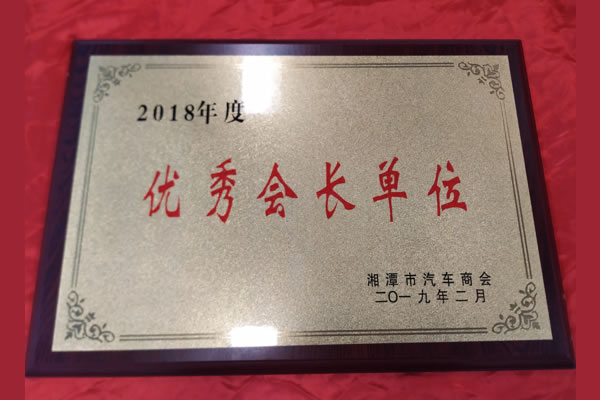 2018年度
优秀会长单位
湘潭市汽车商会
二〇一九年二月